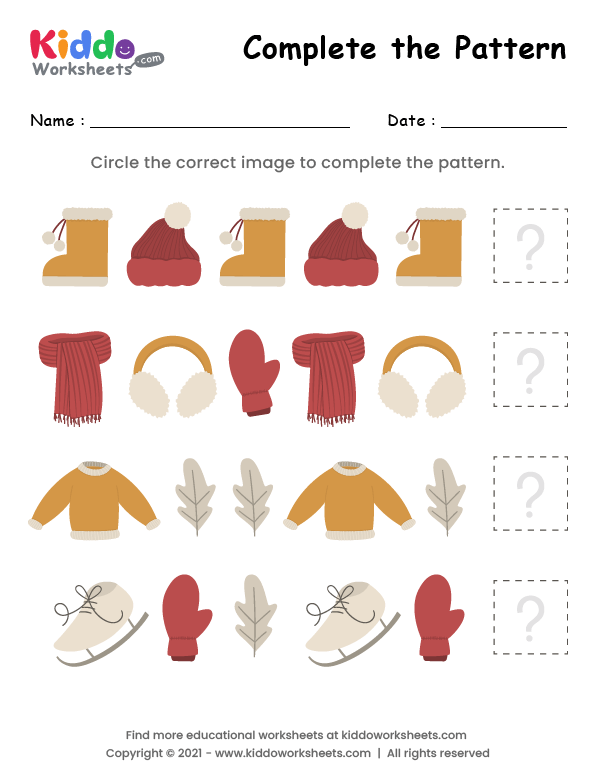 Kiddo
Worksheets.com
Complete the Pattern
Name : Date :
Circle the correct image to complete the pattern.
?
?
?
?
Find more educational worksheets at kiddoworksheets.com
Copyright © 2021 - www.kiddoworksheets.com | All rights reserved